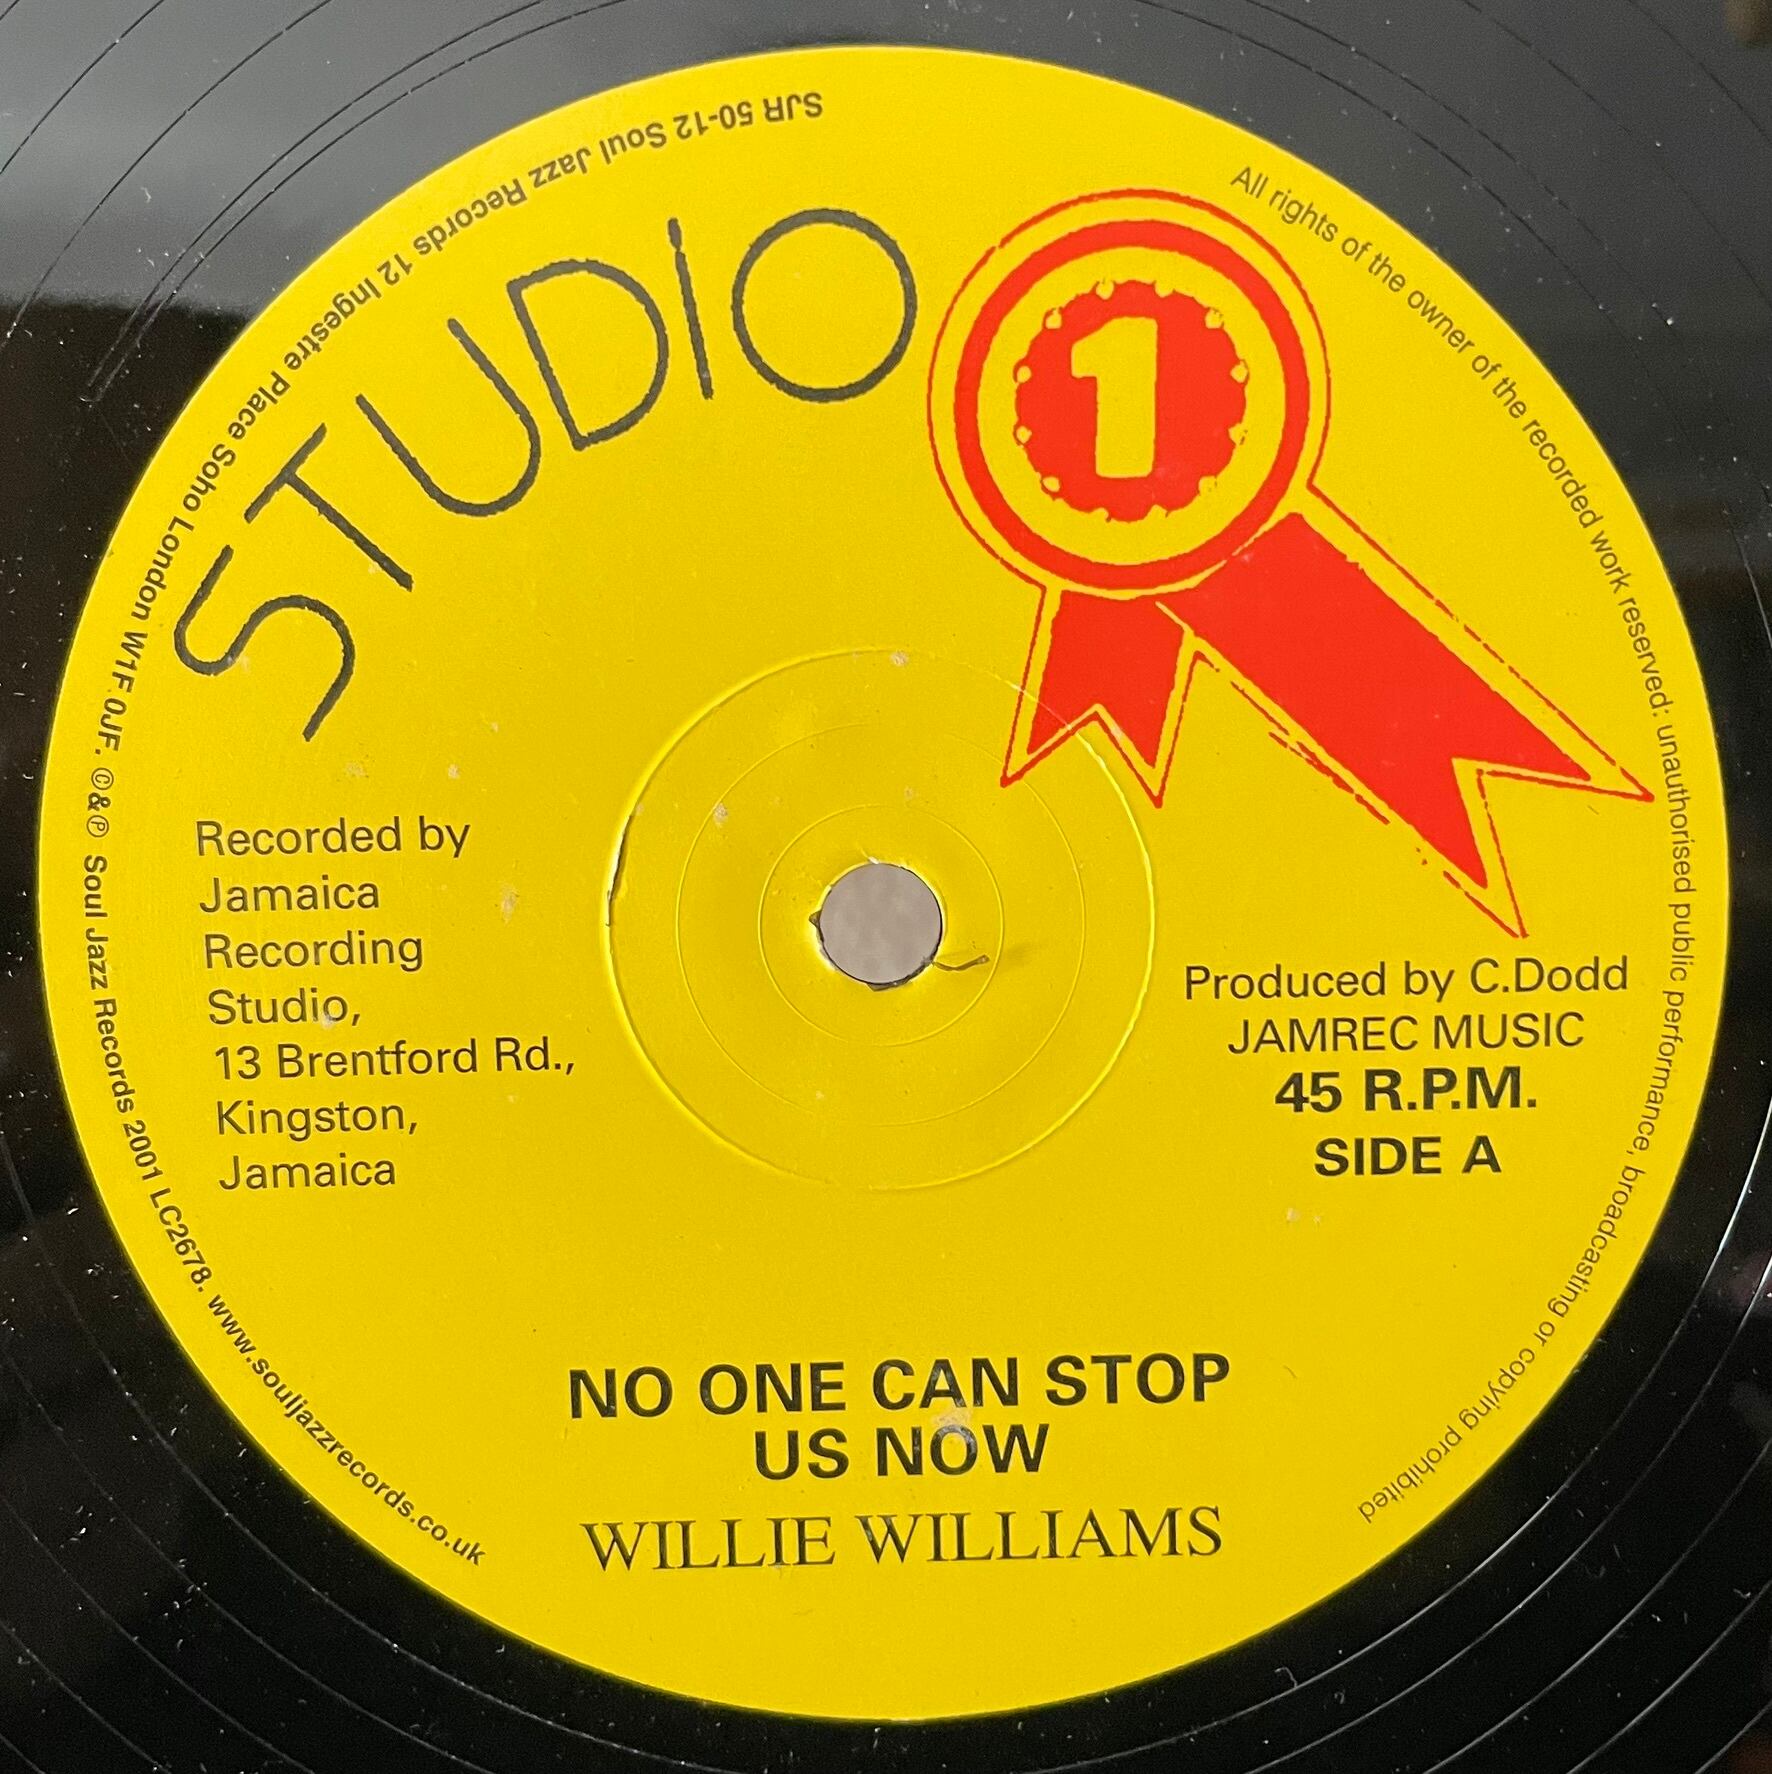 SJR 50-12 Soul Jazz Records 12 Ingestre Place Soho London W1F 0JF. ©&℗ Soul Jazz Records 2001 LC2678. www.souljazzrecords.co.uk
All rights of the owner of the recorded work reserved: unauthorised public performance, broadcasting or copying prohibited
STUDIO
1
Recorded by
Jamaica
Recording
Studio,
13 Brentford Rd.,
Kingston,
Jamaica
Produced by C.Dodd
JAMREC MUSIC
45 R.P.M.
SIDE A
NO ONE CAN STOP
US NOW
WILLIE WILLIAMS